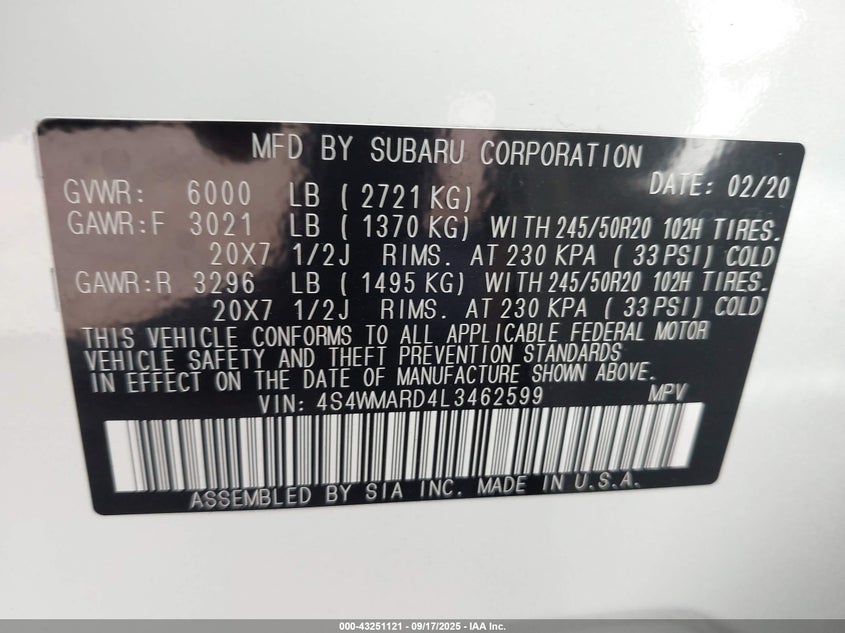 MFD BY SUBARU CORPORATION
DATE: 02/20
GVWR: 6000 LB ( 2721 KG)
GAWR:F 3021 LB ( 1370 KG) WITH 245/50R20 102H TIRES.
20X7 1/2J RIMS. AT 230 KPA ( 33 PSI) COLD
GAWR:R 3296 LB ( 1495 KG) WITH 245/50R20 102H TIRES.
20X7 1/2J RIMS. AT 230 KPA ( 33 PSI) COLD
THIS VEHICLE CONFORMS TO ALL APPLICABLE FEDERAL MOTOR
VEHICLE SAFETY AND THEFT PREVENTION STANDARDS
IN EFFECT ON THE DATE OF MANUFACTURE SHOWN ABOVE.
VIN: 4S4WMARD4L3462599 MPV
ASSEMBLED BY SIA INC. MADE IN U.S.A.
000-43251121 - 09/17/2025 - IAA Inc.